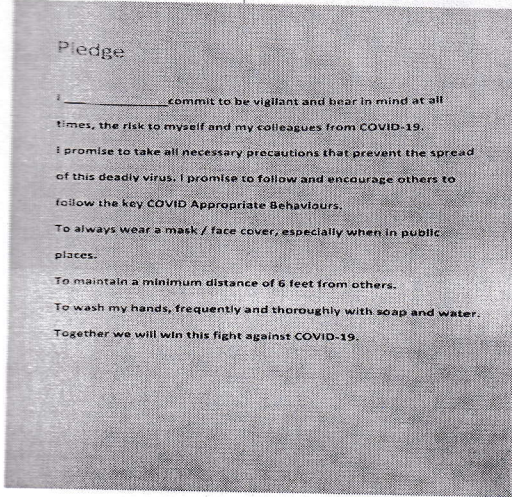 Pledge
I ______________commit to be vigilant and bear in mind at all
times, the risk to myself and my colleagues from COVID-19.
I promise to take all necessary precautions that prevent the spread
of this deadly virus. I promise to follow and encourage others to
follow the key COVID Appropriate Behaviours.
To always wear a mask / face cover, especially when in public
places.
To maintain a minimum distance of 6 feet from others.
To wash my hands, frequently and thoroughly with soap and water.
Together we will win this fight against COVID-19.